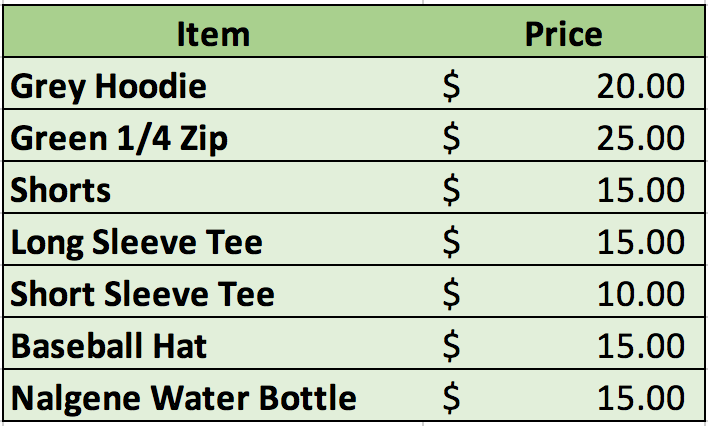 Item Price
Grey Hoodie $ 20.00
Green 1/4 Zip $ 25.00
Shorts $ 15.00
Long Sleeve Tee $ 15.00
Short Sleeve Tee $ 10.00
Baseball Hat $ 15.00
Nalgene Water Bottle $ 15.00